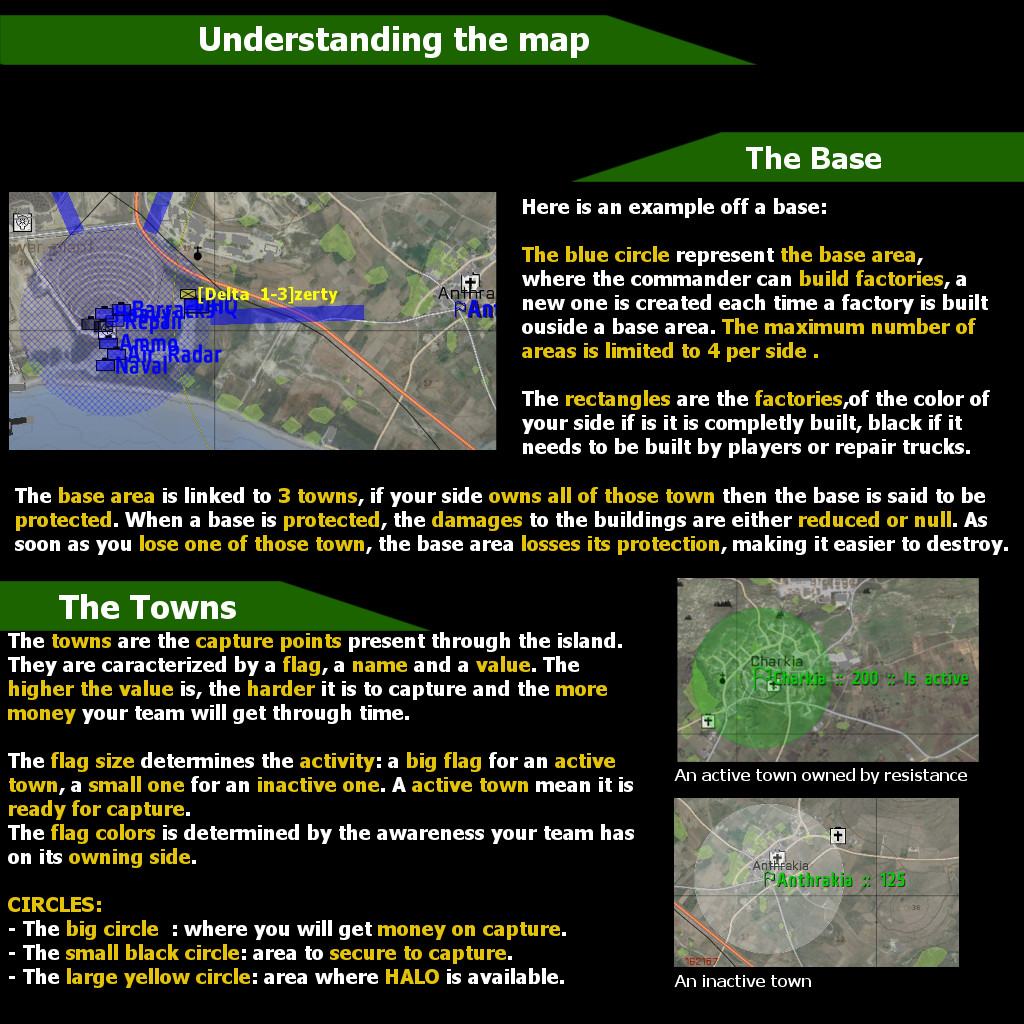 Understanding the map
The Base
Here is an example off a base:
The blue circle represent the base area,
where the commander can build factories, a
new one is created each time a factory is built
ouside a base area. The maximum number of
areas is limited to 4 per side .
The rectangles are the factories,of the color of
your side if is it is completly built, black if it
needs to be built by players or repair trucks.
[Delta 1-3]zerty
Anthra
Ant
HQ
Barracks
Repair
Ammo
Air Radar
Naval
The base area is linked to 3 towns, if your side owns all of those town then the base is said to be
protected. When a base is protected, the damages to the buildings are either reduced or null. As
soon as you lose one of those town, the base area losses its protection, making it easier to destroy.
The Towns
The towns are the capture points present through the island.
They are caracterized by a flag, a name and a value. The
higher the value is, the harder it is to capture and the more
money your team will get through time.
The flag size determines the activity: a big flag for an active
town, a small one for an inactive one. A active town mean it is
ready for capture.
The flag colors is determined by the awareness your team has
on its owning side.
CIRCLES:
- The big circle : where you will get money on capture.
- The small black circle: area to secure to capture.
- The large yellow circle: area where HALO is available.
Charkia
Charkia :: 200 :: Is active
An active town owned by resistance
Anthrakia
Anthrakia :: 125
An inactive town